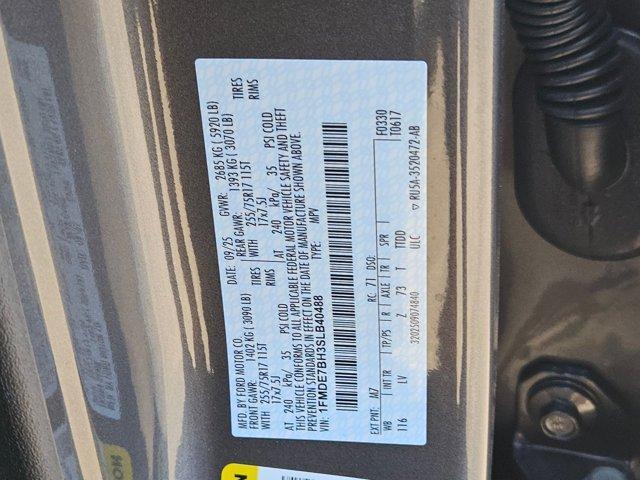 MFD. BY FORD MOTOR CO.
DATE: 09/25 GVWR: 2685 KG ( 5920 LB)
FRONT GAWR: 1402 KG ( 3090 LB) REAR GAWR: 1393 KG ( 3070 LB)
WITH 255/75R17 115T TIRES WITH 255/75R17 115T TIRES
17x7.5J RIMS 17x7.5J RIMS
AT 240 kPa/ 35 PSI COLD AT 240 kPa/ 35 PSI COLD
THIS VEHICLE CONFORMS TO ALL APPLICABLE FEDERAL MOTOR VEHICLE SAFETY AND THEFT
PREVENTION STANDARDS IN EFFECT ON THE DATE OF MANUFACTURE SHOWN ABOVE.
VIN: 1FMDE7BH3SLB40488 TYPE: MPV
F0330
T0617
EXT PNT: M7 RC: 71 DSO:
WB INT TR TP/PS R AXLE TR SPR
116 LV Z 73 T TTDD
ULC
3202509074840 ▽ RU5A-3520472-AB